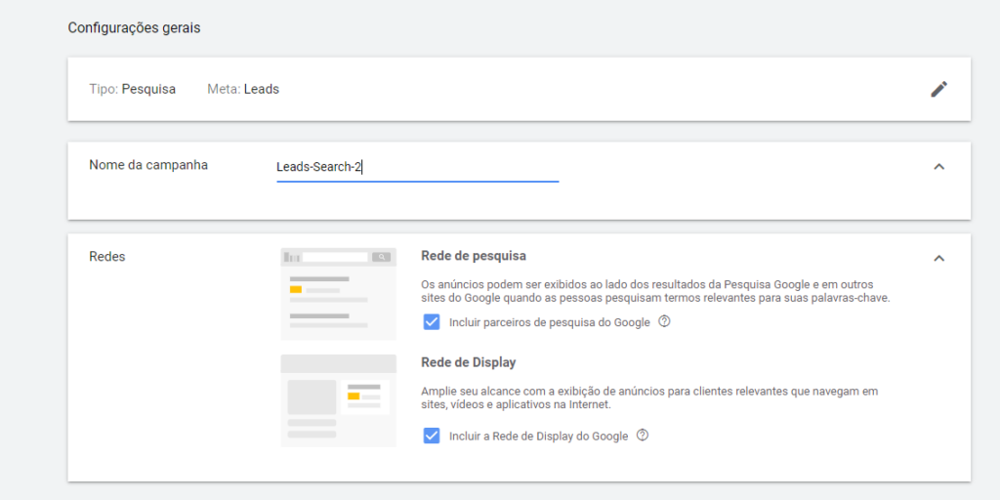 Configurações gerais
Tipo: Pesquisa Meta: Leads
Nome da campanha
Leads-Search-2
Redes
Rede de pesquisa
Os anúncios podem ser exibidos ao lado dos resultados da Pesquisa Google e em outros
sites do Google quando as pessoas pesquisam termos relevantes para suas palavras-chave.
Incluir parceiros de pesquisa do Google
Rede de Display
Amplie seu alcance com a exibição de anúncios para clientes relevantes que navegam em
sites, vídeos e aplicativos na Internet.
Incluir a Rede de Display do Google